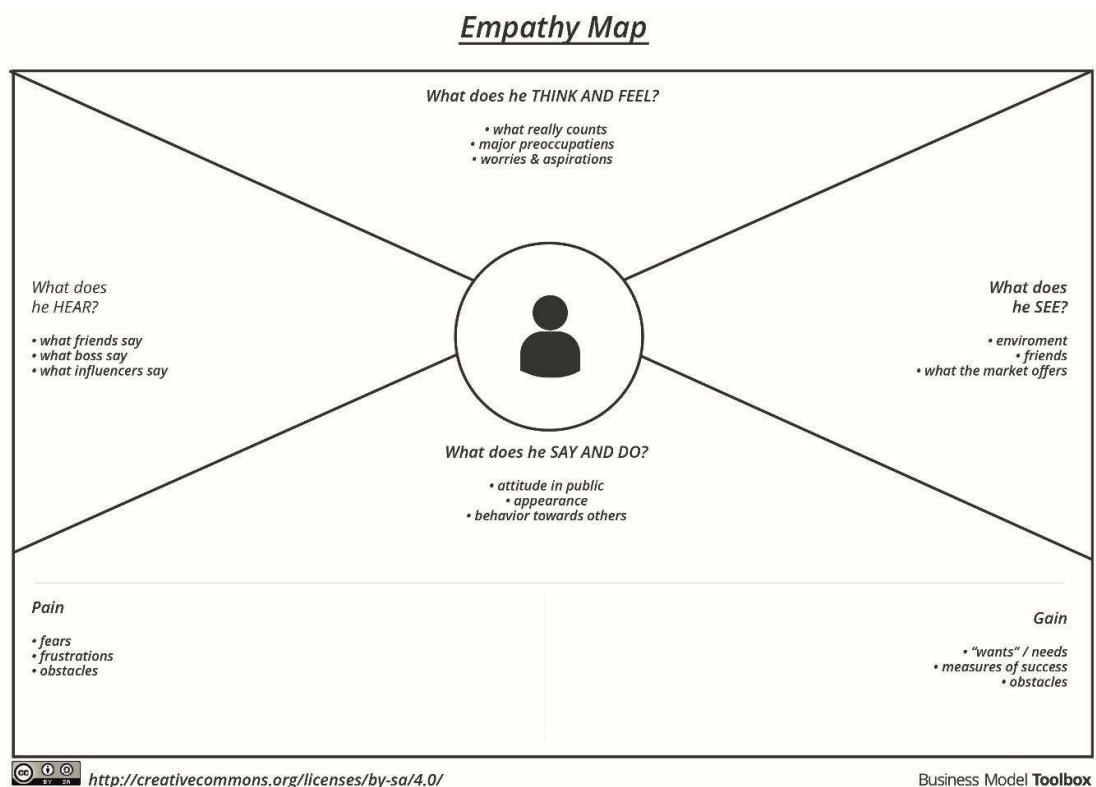 Empathy Map
What does he THINK AND FEEL?
• what really counts
• major preoccupatiens
• worries & aspirations
What does
he HEAR?
• what friends say
• what boss say
• what influencers say
What does
he SEE?
• enviroment
• friends
• what the market offers
What does he SAY AND DO?
• attitude in public
• appearance
• behavior towards others
Pain
• fears
• frustrations
• obstacles
Gain
• “wants” / needs
• measures of success
• obstacles
cc BY SA
http://creativecommons.org/licenses/by-sa/4.0/
Business Model Toolbox